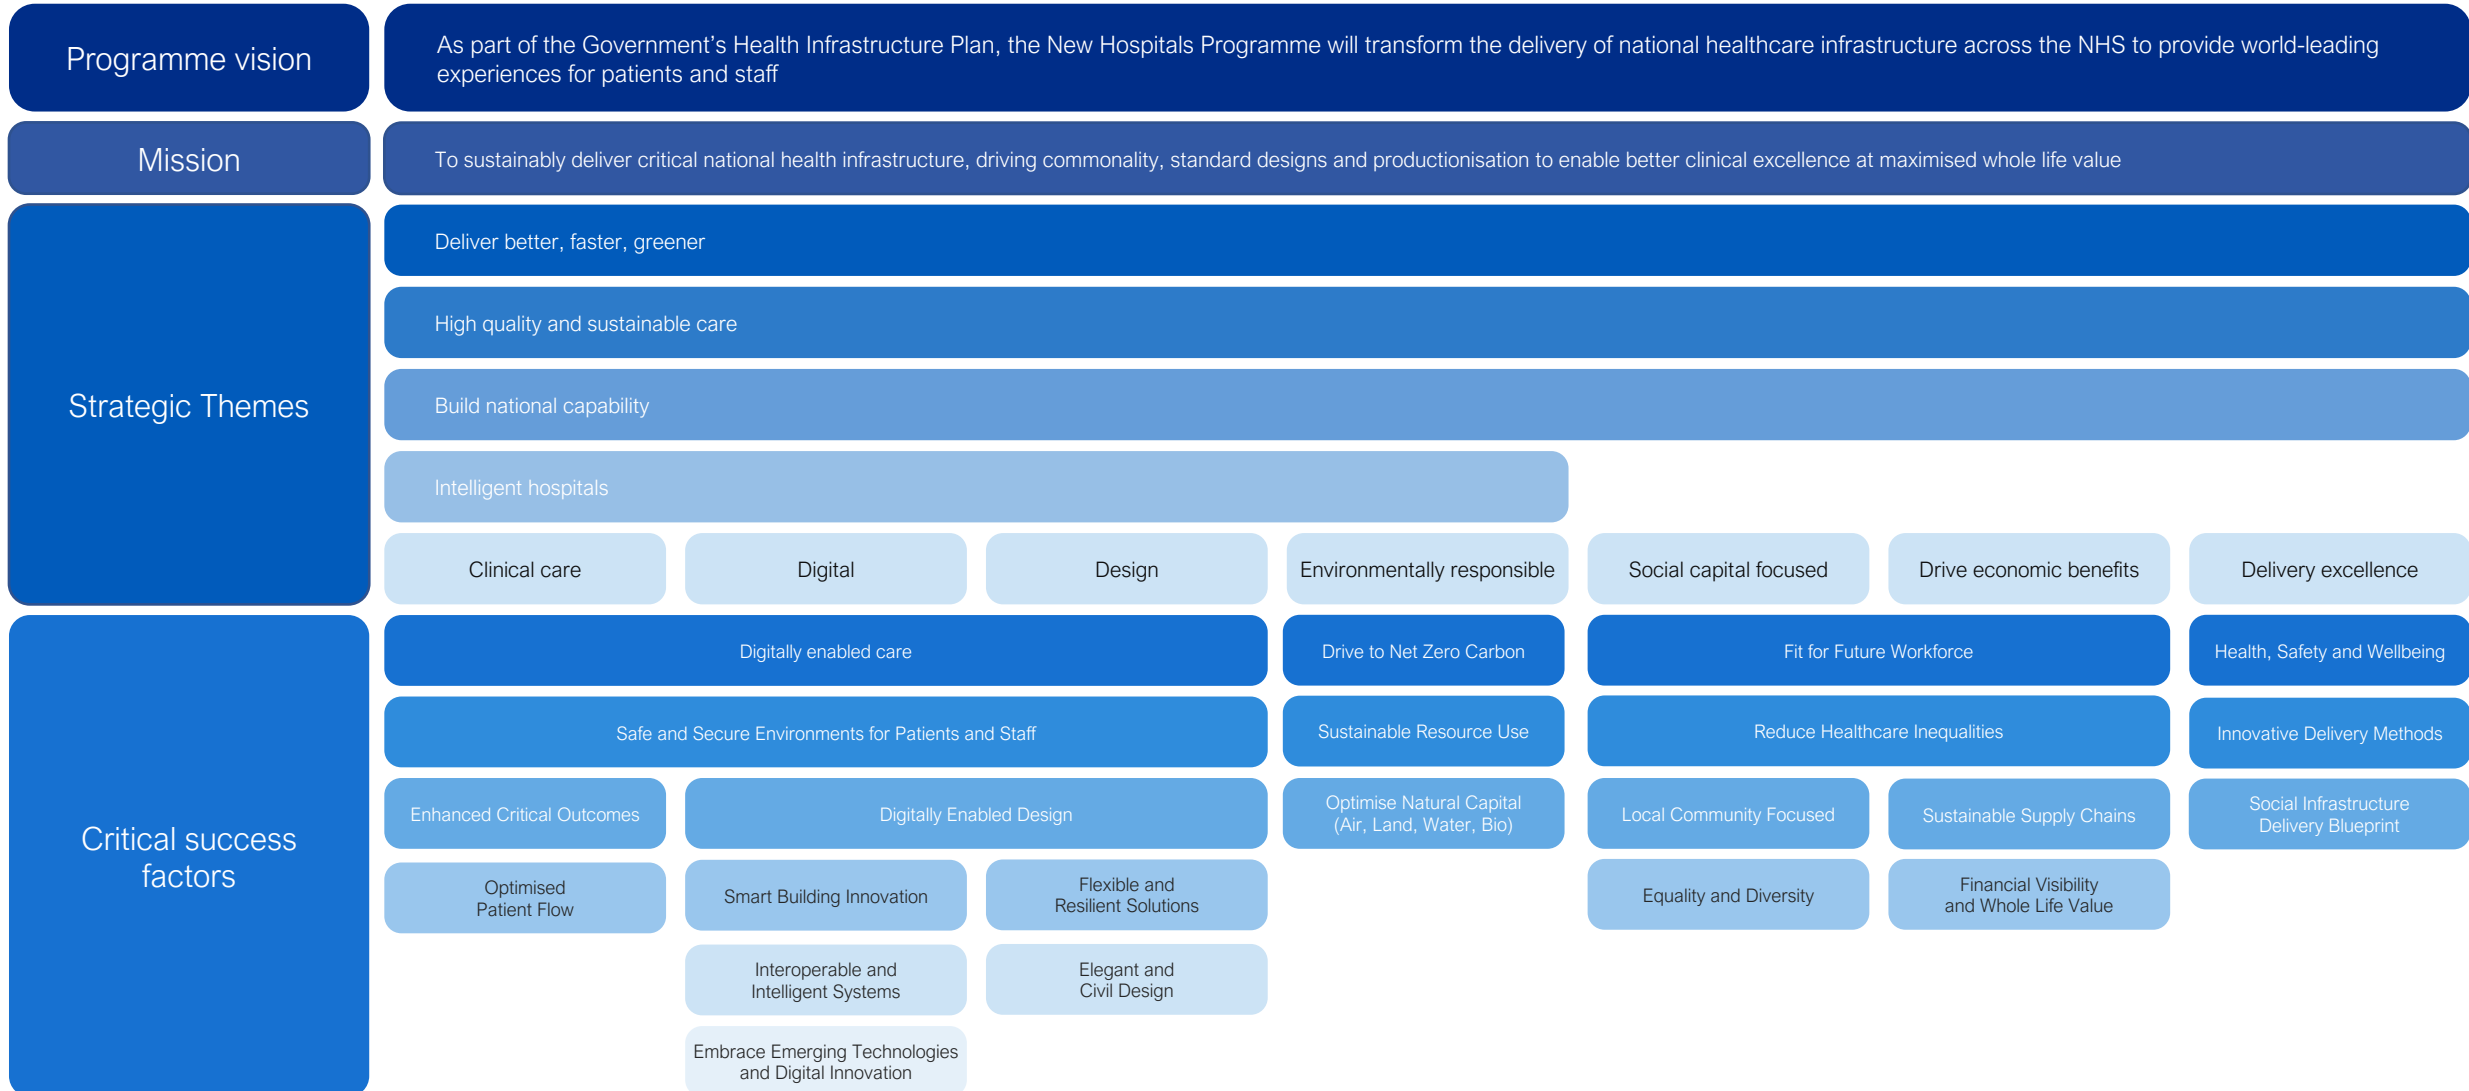 Programme vision
As part of the Government's Health Infrastructure Plan, the New Hospitals Programme will transform the delivery of national healthcare infrastructure across the NHS to provide world-leading
experiences for patients and staff
Mission
To sustainably deliver critical national health infrastructure, driving commonality, standard designs and productionisation to enable better clinical excellence at maximised whole life value
Strategic Themes
Deliver better, faster, greener
High quality and sustainable care
Build national capability
Intelligent hospitals
Clinical care
Digital
Design
Environmentally responsible
Social capital focused
Drive economic benefits
Delivery excellence
Critical success
factors
Digitally enabled care
Drive to Net Zero Carbon
Fit for Future Workforce
Health, Safety and Wellbeing
Safe and Secure Environments for Patients and Staff
Sustainable Resource Use
Reduce Healthcare Inequalities
Innovative Delivery Methods
Enhanced Critical Outcomes
Digitally Enabled Design
Optimise Natural Capital
(Air, Land, Water, Bio)
Local Community Focused
Sustainable Supply Chains
Social Infrastructure
Delivery Blueprint
Optimised
Patient Flow
Smart Building Innovation
Flexible and
Resilient Solutions
Equality and Diversity
Financial Visibility
and Whole Life Value
Interoperable and
Intelligent Systems
Elegant and
Civil Design
Embrace Emerging Technologies
and Digital Innovation